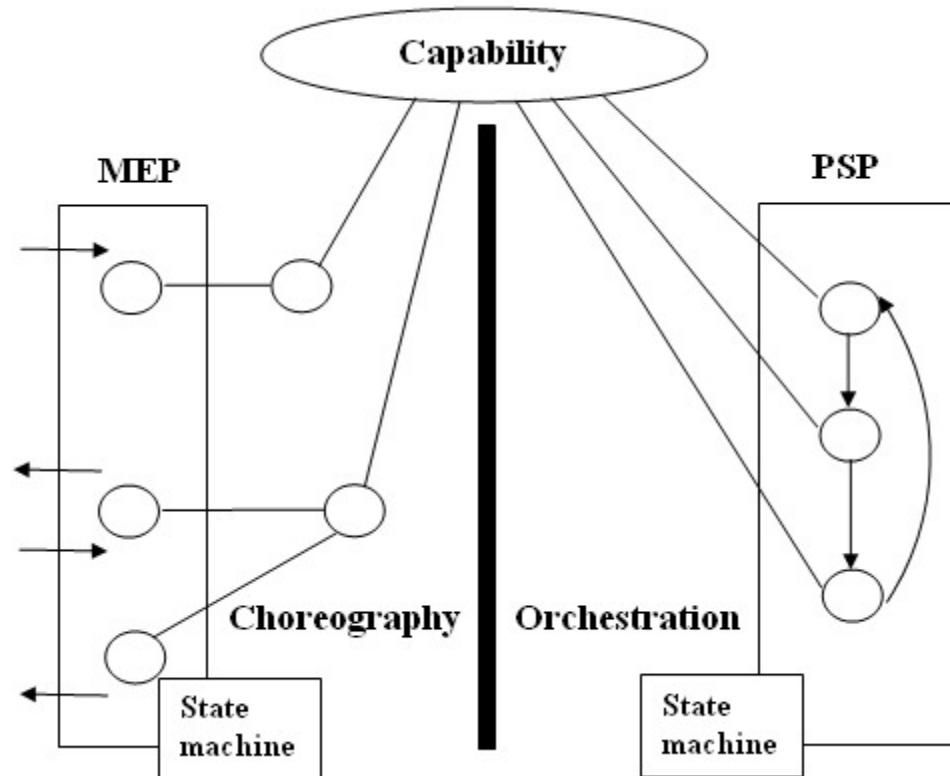 Capability
MEP
PSP
Choreography
Orchestration
State
machine
State
machine